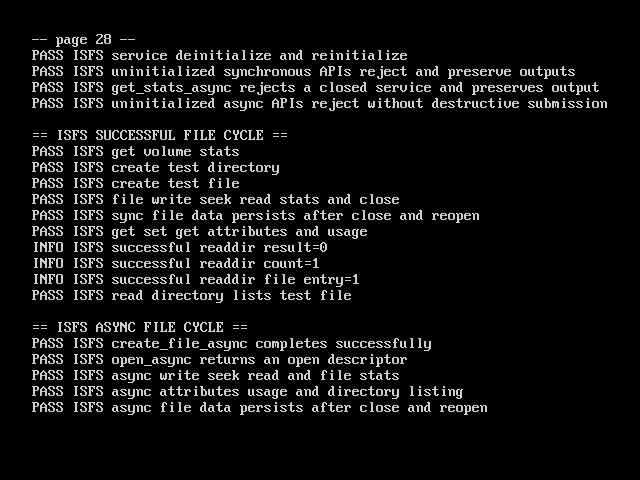 -- page 28 --
PASS ISFS service deinitialize and reinitialize
PASS ISFS uninitialized synchronous APIs reject and preserve outputs
PASS ISFS get_stats_async rejects a closed service and preserves output
PASS ISFS uninitialized async APIs reject without destructive submission
== ISFS SUCCESSFUL FILE CYCLE ==
PASS ISFS get volume stats
PASS ISFS create test directory
PASS ISFS create test file
PASS ISFS file write seek read stats and close
PASS ISFS sync file data persists after close and reopen
PASS ISFS get set get attributes and usage
INFO ISFS successful readdir result=0
INFO ISFS successful readdir count=1
INFO ISFS successful readdir file entry=1
PASS ISFS read directory lists test file
== ISFS ASYNC FILE CYCLE ==
PASS ISFS create_file_async completes successfully
PASS ISFS open_async returns an open descriptor
PASS ISFS async write seek read and file stats
PASS ISFS async attributes usage and directory listing
PASS ISFS async file data persists after close and reopen